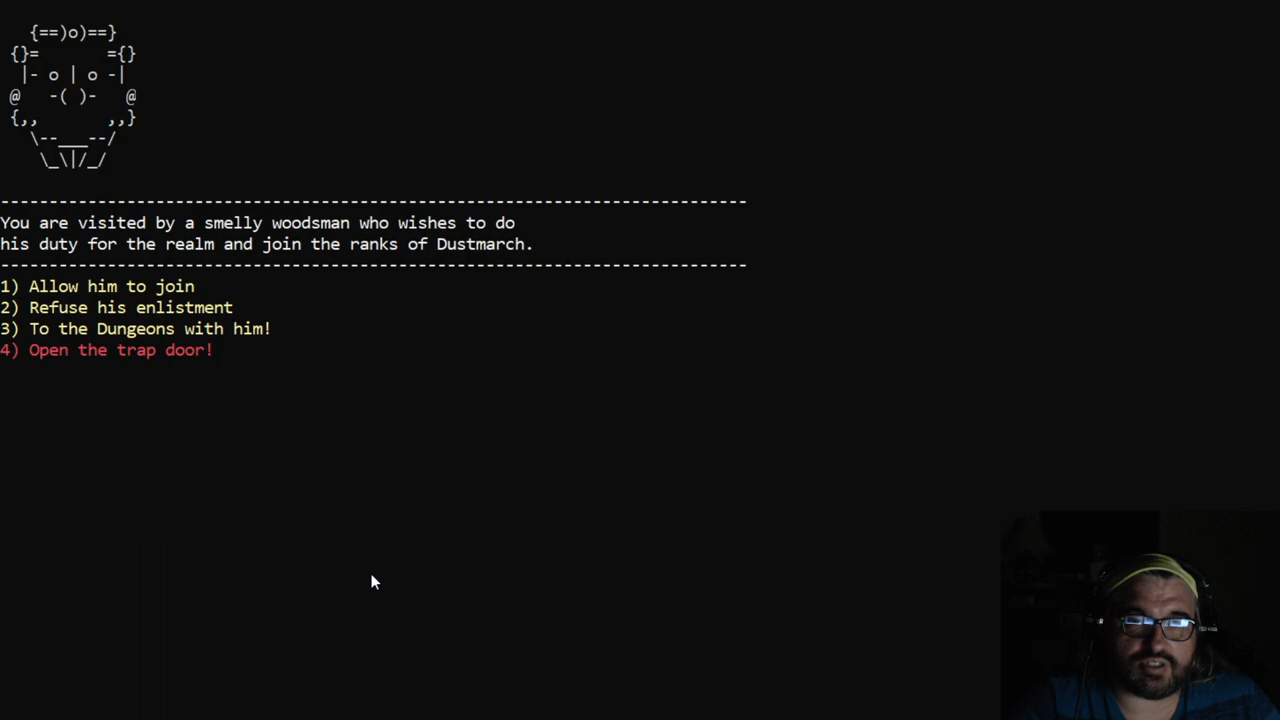 {==)o)==}
{}=       ={}
|- o | o -|
@   -( )-   @
{,,       ,,}
\--___--/
\_\|/_/
-----------------------------------------------------------------------------
You are visited by a smelly woodsman who wishes to do
his duty for the realm and join the ranks of Dustmarch.
-----------------------------------------------------------------------------
1) Allow him to join
2) Refuse his enlistment
3) To the Dungeons with him!
4) Open the trap door!